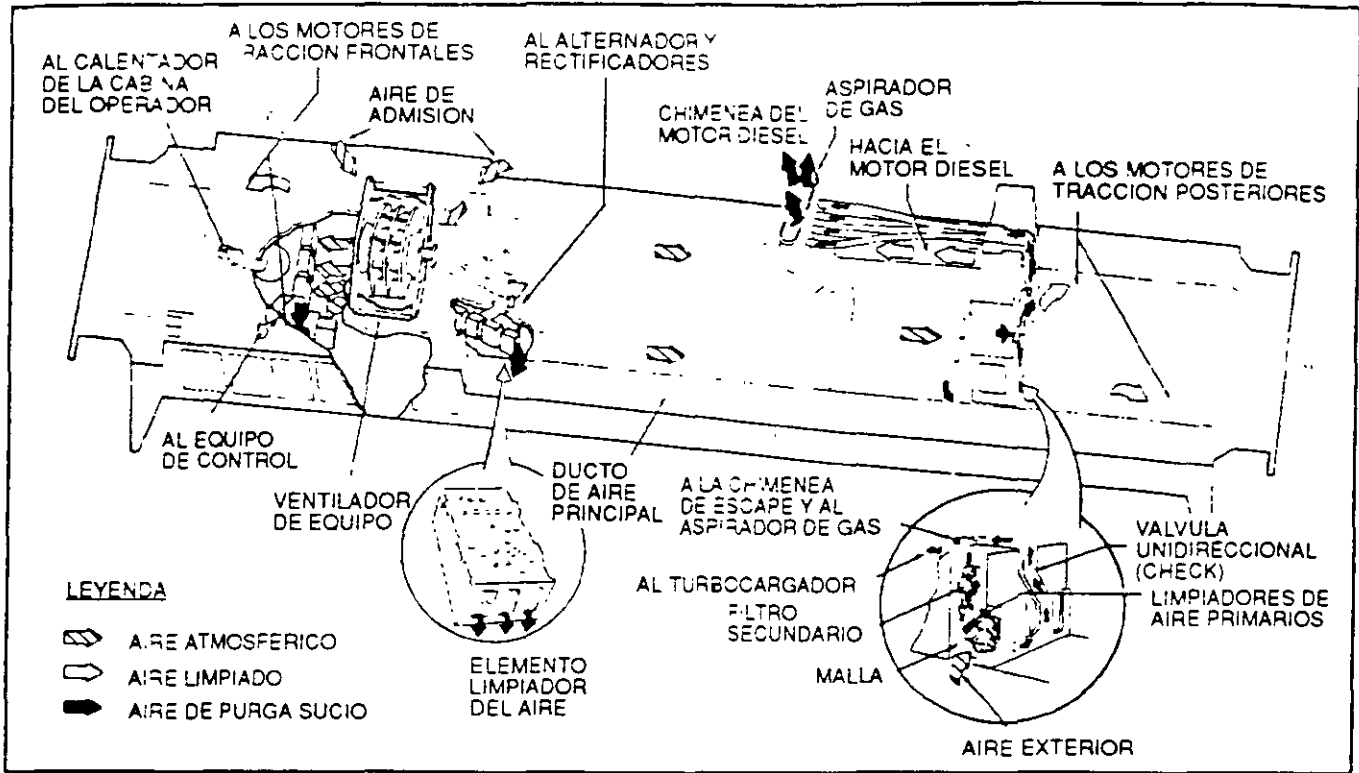 A LOS MOTORES DE
RACCION FRONTALES
AL CALENTADOR
DE LA CABINA
DEL OPERADOR
AIRE DE
ADMISION
AL ALTERNADOR Y
RECTIFICADORES
CHIMENEA DEL
MOTOR DIESEL
ASPIRADOR
DE GAS
HACIA EL
MOTOR DIESEL
A LOS MOTORES DE
TRACCION POSTERIORES
AL EQUIPO
DE CONTROL
VENTILADOR
DE EQUIPO
DUCTO
DE AIRE
PRINCIPAL
A LA CHIMENEA
DE ESCAPE Y AL
ASPIRADOR DE GAS
VALVULA
UNIDIRECCIONAL
(CHECK)
LIMPIADORES DE
AIRE PRIMARIOS
AL TURBOCARGADOR
FILTRO
SECUNDARIO
MALLA
AIRE EXTERIOR
ELEMENTO
LIMPIADOR
DEL AIRE
LEYENDA
AIRE ATMOSFERICO
AIRE LIMPIADO
AIRE DE PURGA SUCIO